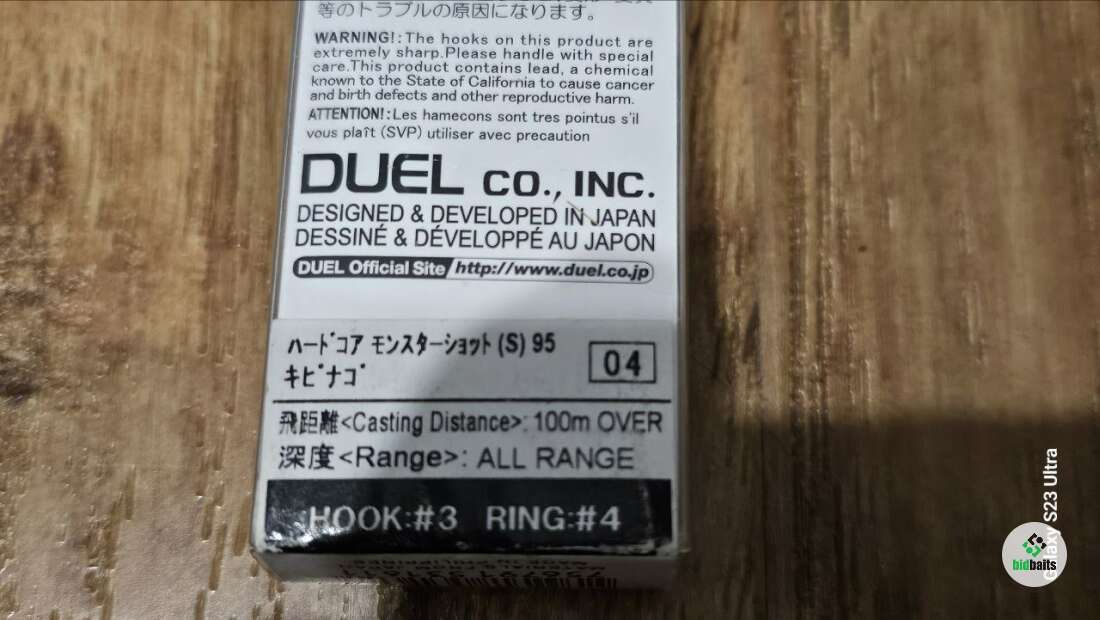 等のトラブルの原因になります。
WARNING!:The hooks on this product are
extremely sharp.Please handle with special
care.This product contains lead, a chemical
known to the State of California to cause cancer
and birth defects and other reproductive harm.
ATTENTION!:Les hamecons sont tres pointus s'il
vous plaît (SVP) utiliser avec precaution
DUEL CO., INC.
DESIGNED & DEVELOPED IN JAPAN
DESSINÉ & DÉVELOPPÉ AU JAPON
DUEL Official Site http://www.duel.co.jp
ハードコア モンスターショット (S) 95
キビナゴ
04
飛距離<Casting Distance>: 100m OVER
深度<Range>: ALL RANGE
HOOK:#3 RING:#4
Galaxy S23 Ultra
bidbaits